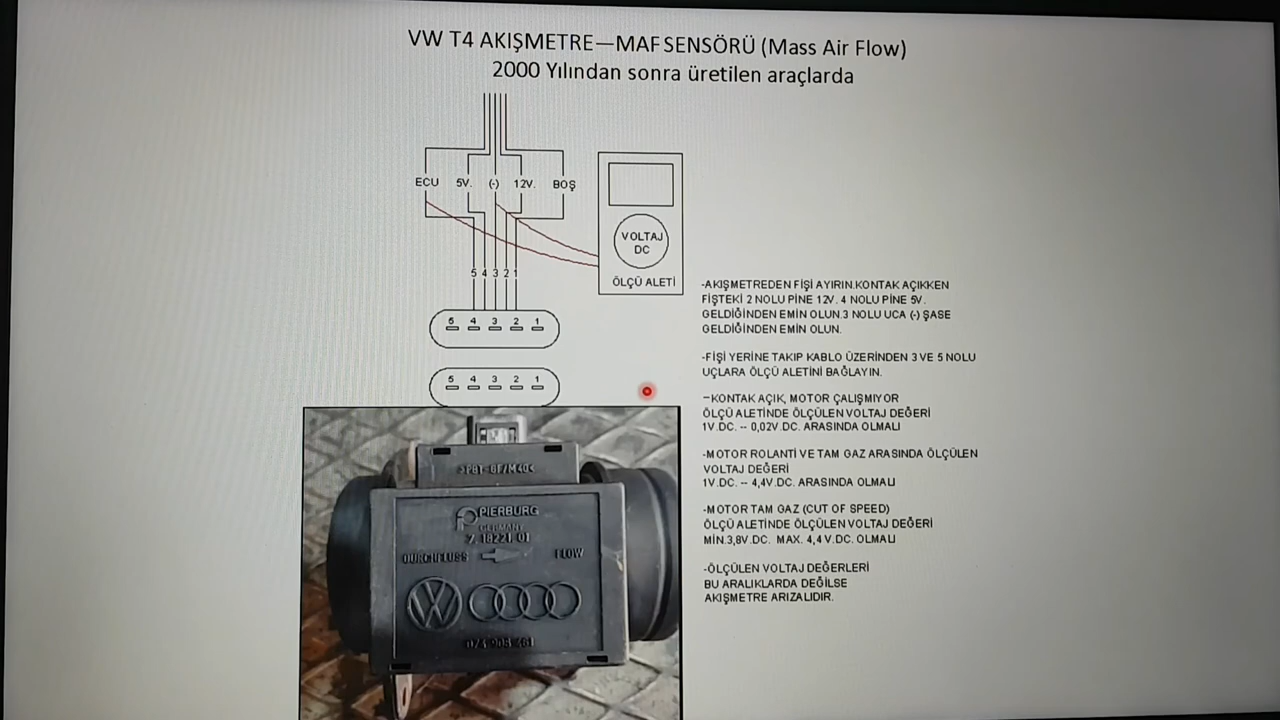 VW T4 AKIŞMETRE—MAF SENSÖRÜ (Mass Air Flow)
2000 Yılından sonra üretilen araçlarda
ECU 5V. (-) 12V. BOŞ
VOLTAJ
DC
ÖLÇÜ ALETİ
5 4 3 2 1
5 4 3 2 1
5 4 3 2 1
-AKIŞMETREDEN FİŞİ AYIRIN.KONTAK AÇIKKEN
FİŞTEKİ 2 NOLU PİNE 12V. 4 NOLU PİNE 5V.
GELDİĞİNDEN EMİN OLUN.3 NOLU UCA (-) ŞASE
GELDİĞİNDEN EMİN OLUN.
-FİŞİ YERİNE TAKIP KABLO ÜZERİNDEN 3 VE 5 NOLU
UÇLARA ÖLÇÜ ALETİNİ BAĞLAYIN.
–KONTAK AÇIK, MOTOR ÇALIŞMIYOR
ÖLÇÜ ALETİNDE ÖLÇÜLEN VOLTAJ DEĞERİ
1V.DC. -- 0,02V.DC. ARASINDA OLMALI
-MOTOR ROLANTİ VE TAM GAZ ARASINDA ÖLÇÜLEN
VOLTAJ DEĞERİ
1V.DC. -- 4,4V.DC. ARASINDA OLMALI
-MOTOR TAM GAZ (CUT OF SPEED)
ÖLÇÜ ALETİNDE ÖLÇÜLEN VOLTAJ DEĞERİ
MİN.3,8V.DC. MAX. 4,4 V.DC. OLMALI
-ÖLÇÜLEN VOLTAJ DEĞERLERİ
BU ARALIKLARDA DEĞİLSE
AKIŞMETRE ARIZALIDIR.
PIERBURG
GERMANY
7.18221.01
DURCHFLUSS FLOW
074 906 461